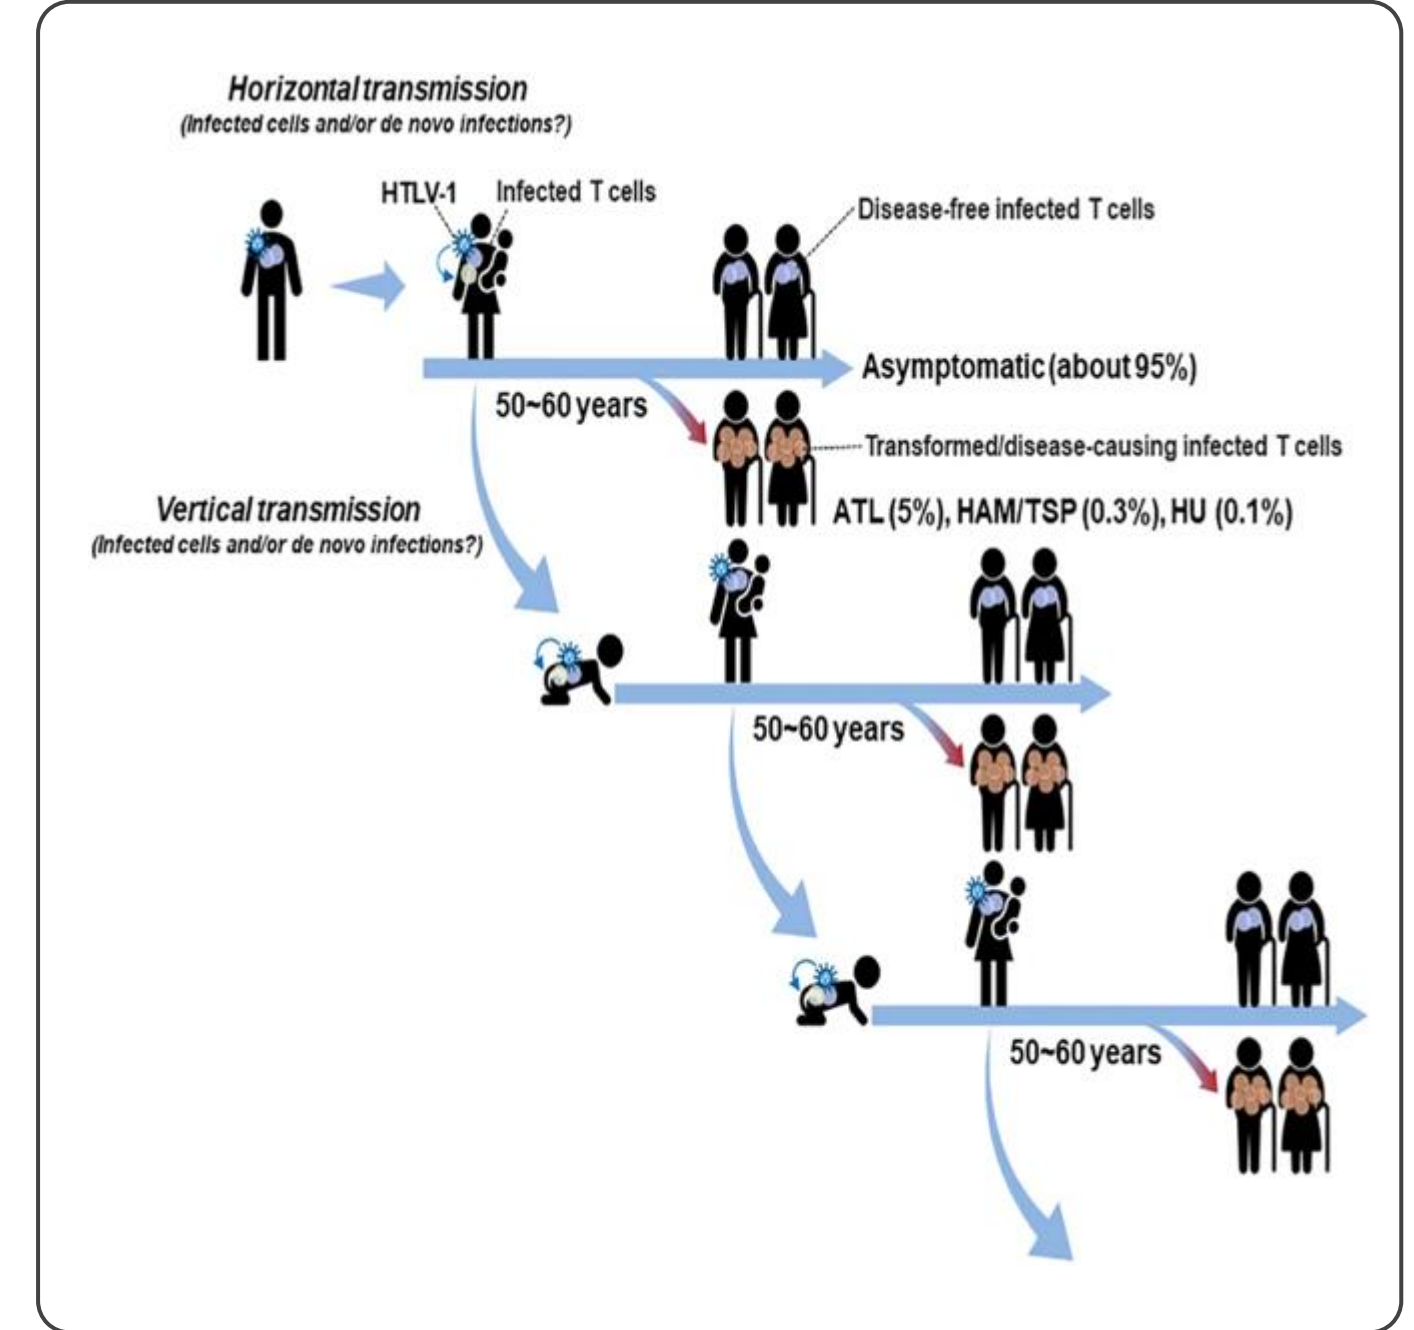 Horizontal transmission
(Infected cells and/or de novo infections?)
HTLV-1
Infected T cells
Disease-free infected T cells
Asymptomatic (about 95%)
50~60 years
Transformed/disease-causing infected T cells
ATL (5%), HAM/TSP (0.3%), HU (0.1%)
Vertical transmission
(Infected cells and/or de novo infections?)
50~60 years
50~60 years